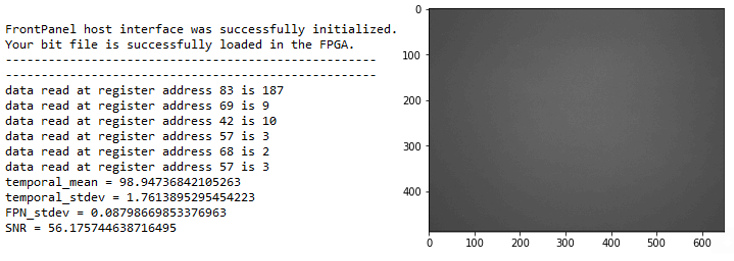 FrontPanel host interface was successfully initialized.
Your bit file is successfully loaded in the FPGA.
----------------------------------------------------
----------------------------------------------------
data read at register address 83 is 187
data read at register address 69 is 9
data read at register address 42 is 10
data read at register address 57 is 3
data read at register address 68 is 2
data read at register address 57 is 3
temporal_mean = 98.94736842105263
temporal_stdev = 1.7613895295454223
FPN_stdev = 0.08798669853376963
SNR = 56.175744638716495
0
100
200
300
400
0 100 200 300 400 500 600